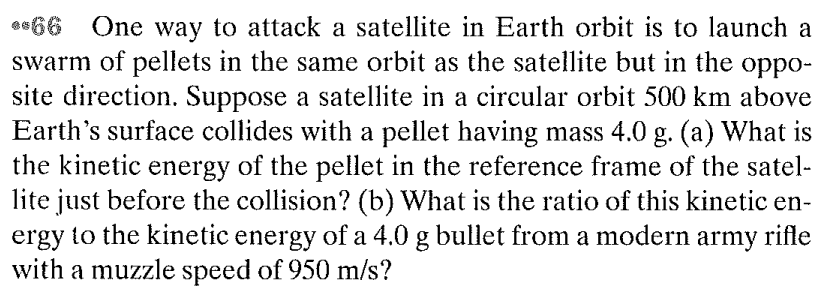 ••66 One way to attack a satellite in Earth orbit is to launch a
swarm of pellets in the same orbit as the satellite but in the oppo-
site direction. Suppose a satellite in a circular orbit 500 km above
Earth's surface collides with a pellet having mass 4.0 g. (a) What is
the kinetic energy of the pellet in the reference frame of the satel-
lite just before the collision? (b) What is the ratio of this kinetic en-
ergy to the kinetic energy of a 4.0 g bullet from a modern army rifle
with a muzzle speed of 950 m/s?